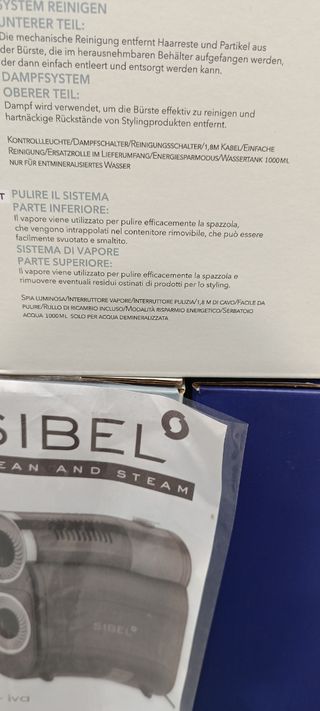 SYSTEM REINIGEN
UNTERER TEIL:
Die mechanische Reinigung entfernt Haarreste und Partikel aus
der Bürste, die im herausnehmbaren Behälter aufgefangen werden,
der dann einfach entleert und entsorgt werden kann.
DAMPFSYSTEM
OBERER TEIL:
Dampf wird verwendet, um die Bürste effektiv zu reinigen und
hartnäckige Rückstände von Stylingprodukten entfernt.
KONTROLLEUCHTE/DAMPFSCHALTER/REINIGUNGSSCHALTER/1,8M KABEL/EINFACHE
REINIGUNG/ERSATZROLLE IM LIEFERUMFANG/ENERGIESPARMODUS/WASSERTANK 1000ML
NUR FÜR ENTMINERALISIERTES WASSER
IT PULIRE IL SISTEMA
PARTE INFERIORE:
Il vapore viene utilizzato per pulire efficacemente la spazzola,
che vengono intrappolati nel contenitore rimovibile, che può essere
facilmente svuotato e smaltito.
SISTEMA DI VAPORE
PARTE SUPERIORE:
Il vapore viene utilizzato per pulire efficacemente la spazzola e
rimuovere eventuali residui ostinati di prodotti per lo styling.
SPIA LUMINOSA/INTERRUTTORE VAPORE/INTERRUTTORE PULIZIA/1,8 M DI CAVO/FACILE DA
PULIRE/RULLO DI RICAMBIO INCLUSO/MODALITÀ RISPARMIO ENERGETICO/SERBATOIO
ACQUA 1000ML SOLO PER ACQUA DEMINERALIZZATA
SIBEL
CLEAN AND STEAM
SIBEL
iva